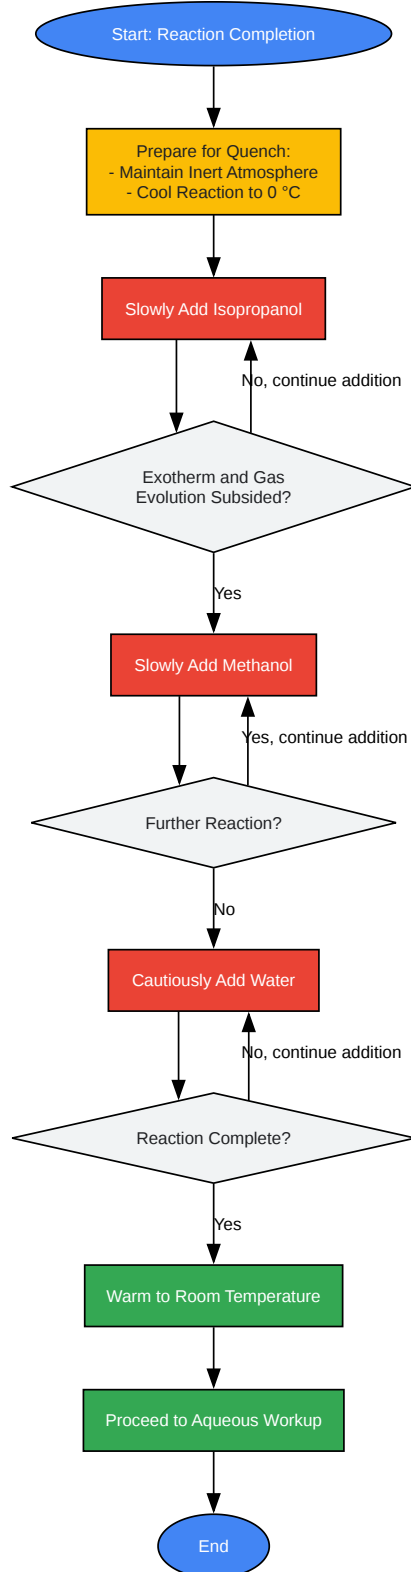 Start: Reaction Completion
Prepare for Quench:
- Maintain Inert Atmosphere
- Cool Reaction to 0 °C
Slowly Add Isopropanol
No, continue addition
Exotherm and Gas
Evolution Subsided?
Yes
Slowly Add Methanol
Yes, continue addition
Further Reaction?
No
Cautiously Add Water
No, continue addition
Reaction Complete?
Yes
Warm to Room Temperature
Proceed to Aqueous Workup
End